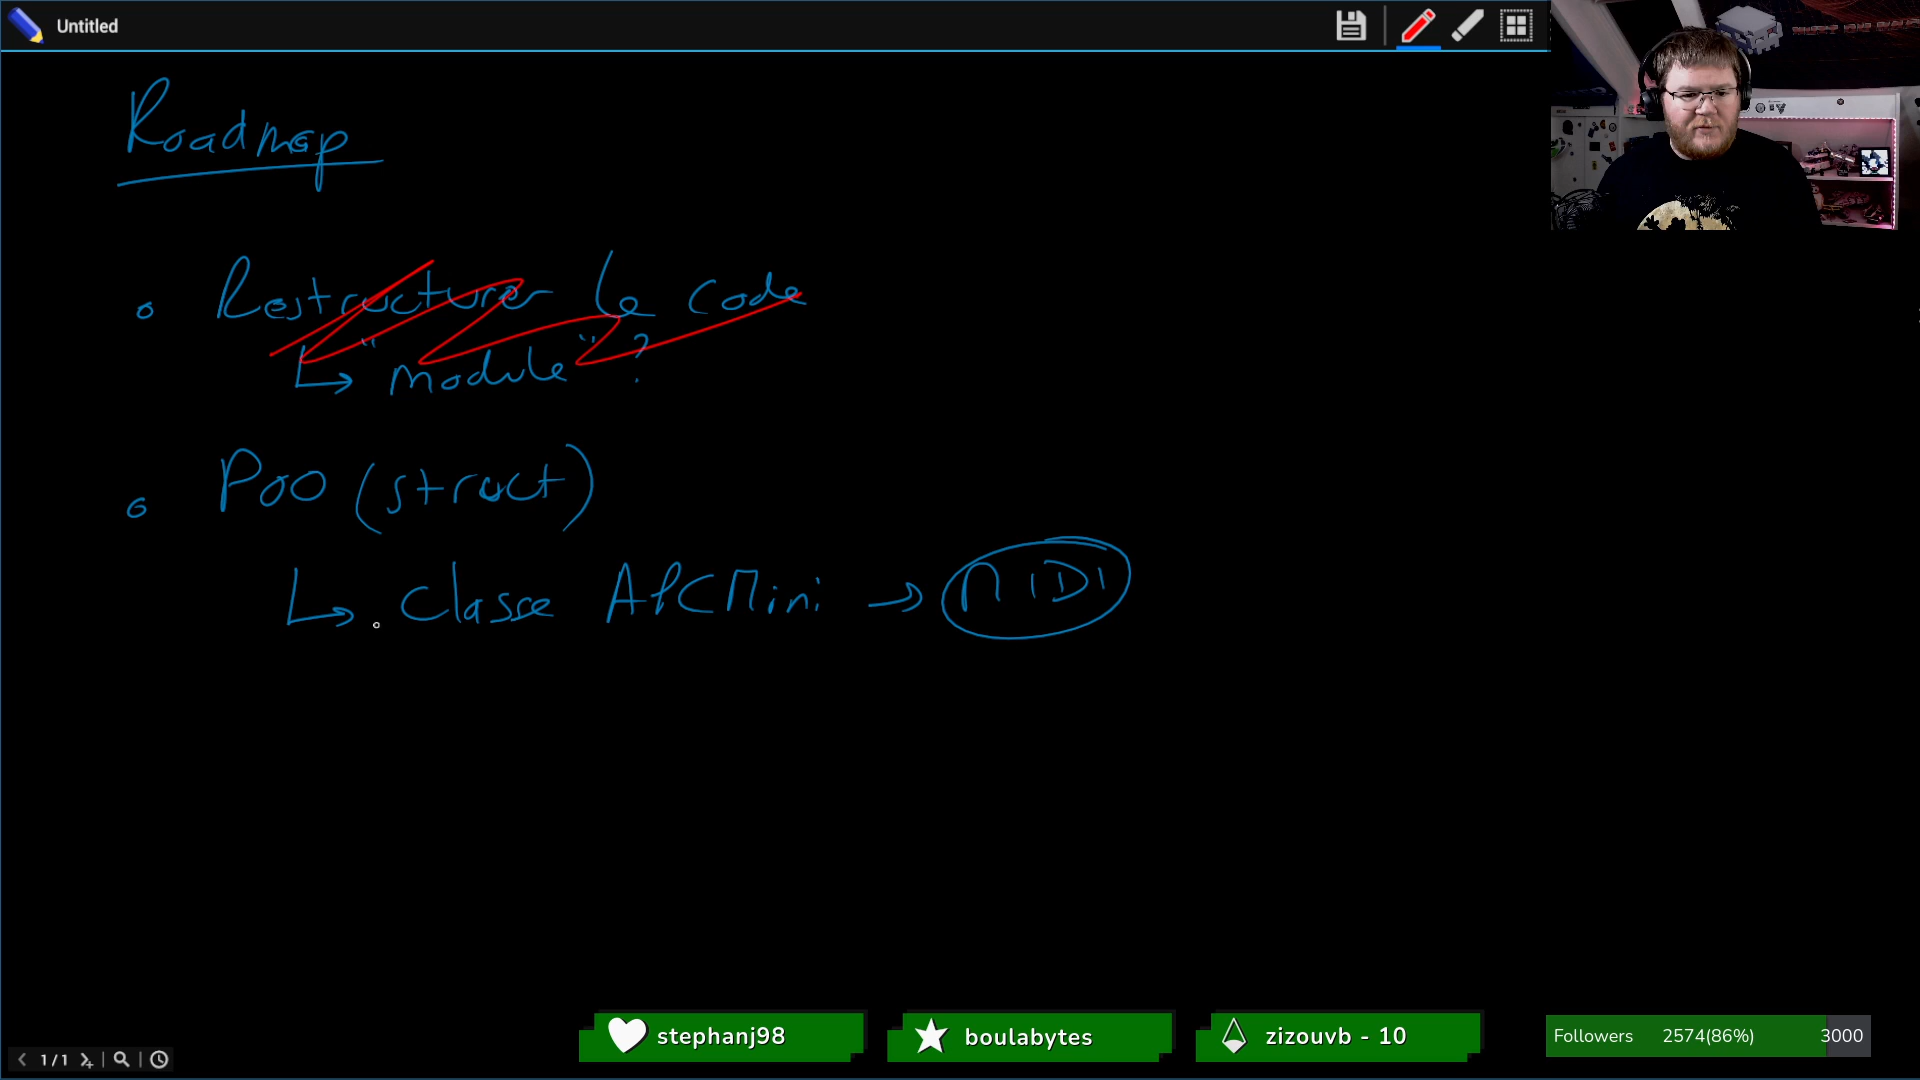 Untitled
Roadmap
Restructurer le code
↳ "module" ?
POO (struct)
↳ Classe APCMini → MIDI
stephanj98
boulabytes
zizouvb - 10
Followers 2574(86%) 3000
1/1